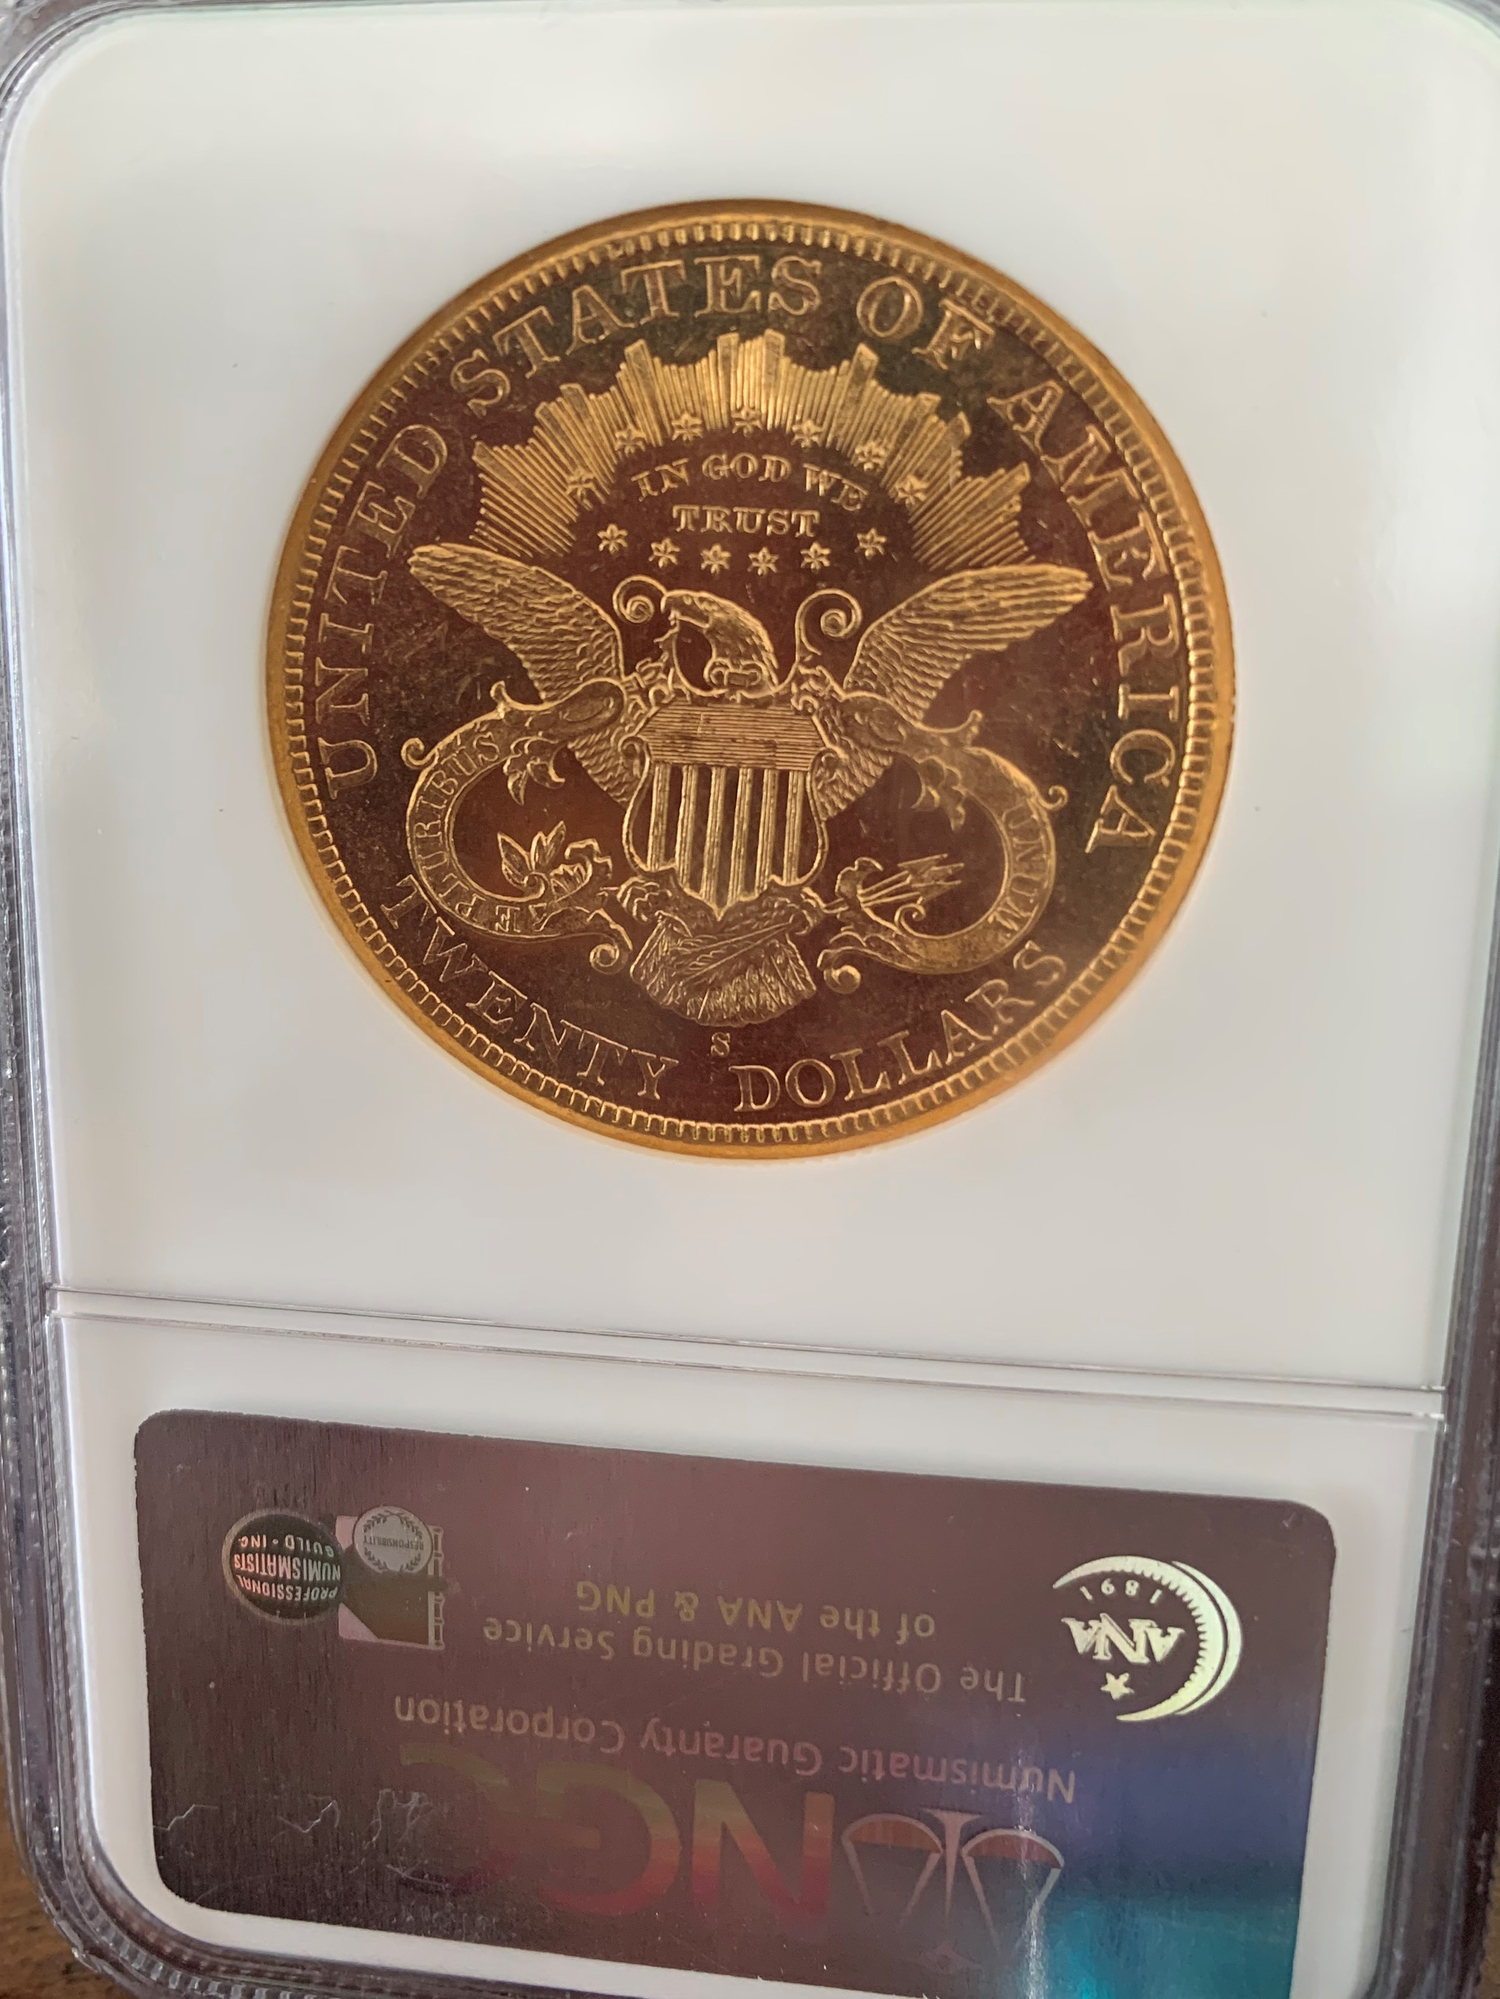 UNITED STATES OF AMERICA
IN GOD WE
TRUST
E PLURIBUS UNUM
S
TWENTY DOLLARS
NGC
Numismatic Guaranty Corporation
The Official Grading Service
of the ANA & PNG
ANA
1891
PROFESSIONAL
NUMISMATISTS
GUILD · INC.
RESPONSIBILITY